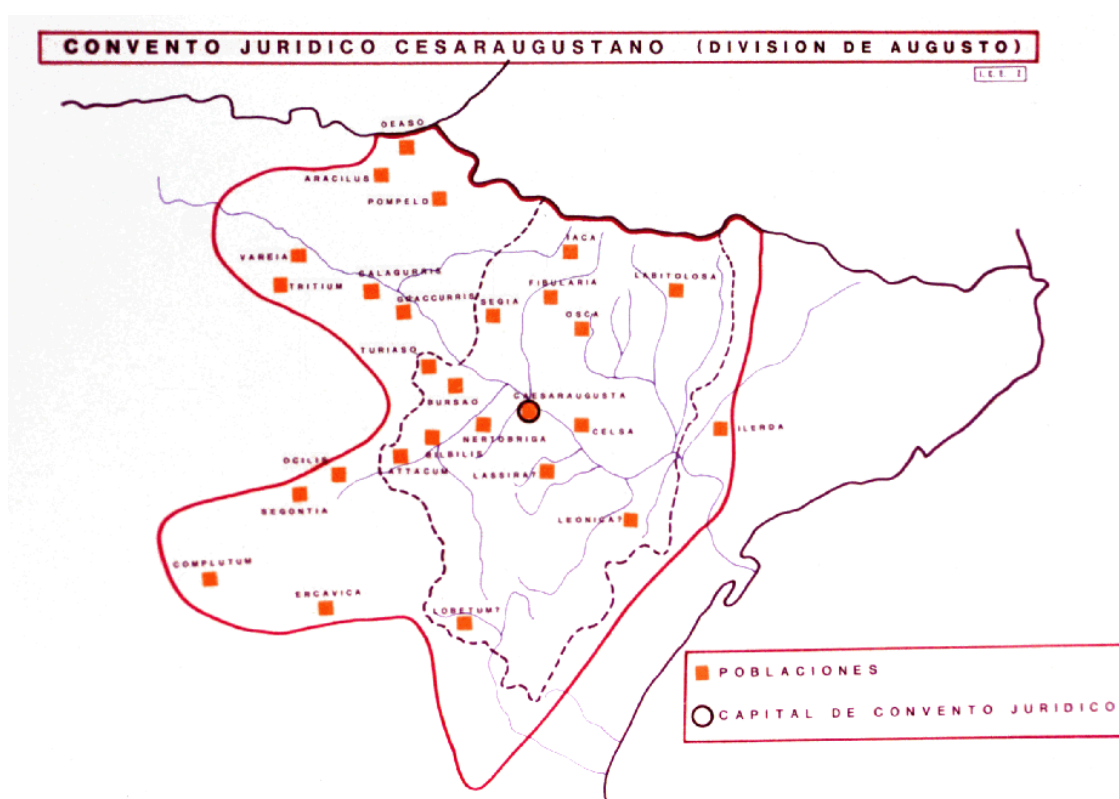 CONVENTO JURIDICO CESARAUGUSTANO (DIVISION DE AUGUSTO)
I.C.E. Z
OEASO
ARACILUS
POMPELO
IACA
VAREIA
CALAGURRIS
LABITOLOSA
TRITIUM
FIBULARIA
GRACCURRIS
SEGIA
OSCA
TURIASO
BURSAO
CAESARAUGUSTA
ILERDA
NERTOBRIGA
CELSA
BILBILIS
OCILIS
ATTACUM
LASSIRA?
SEGONTIA
LEONICA?
COMPLUTUM
ERCAVICA
LOBETUM?
POBLACIONES
CAPITAL DE CONVENTO JURIDICO